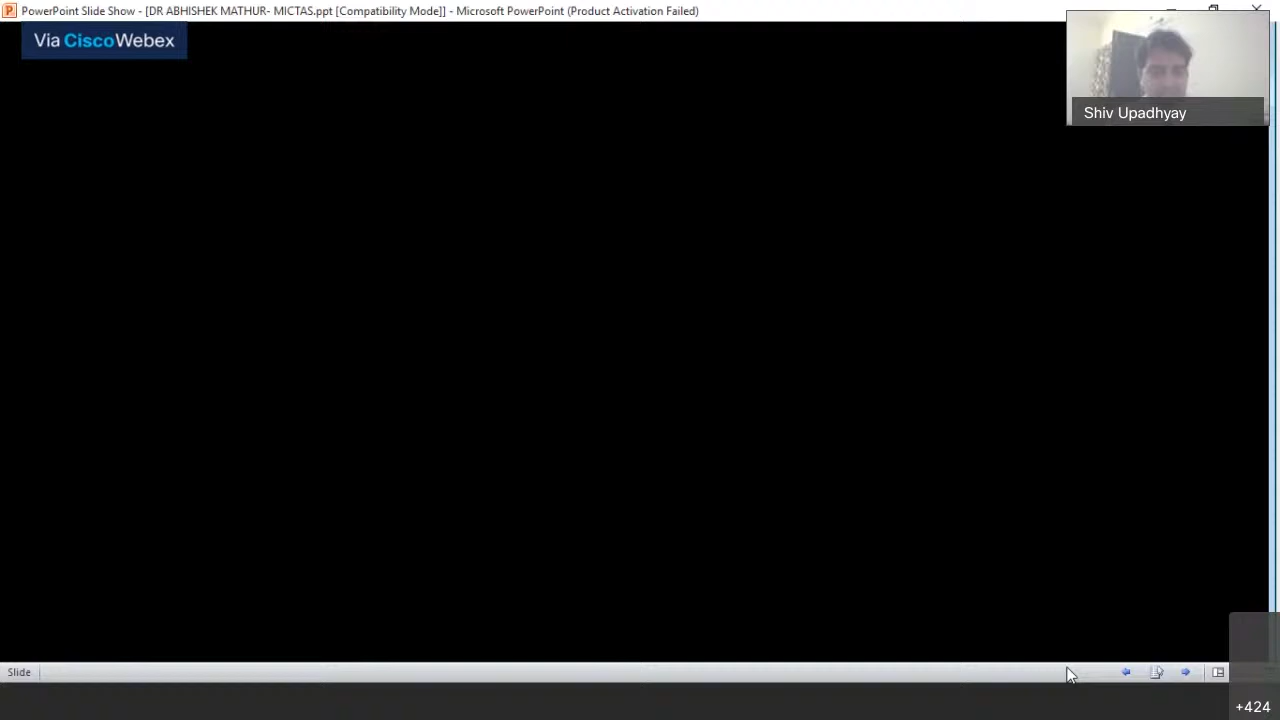 PowerPoint Slide Show - [DR ABHISHEK MATHUR- MICTAS.ppt [Compatibility Mode]] - Microsoft PowerPoint (Product Activation Failed)
Via CiscoWebex
Shiv Upadhyay
Slide
+424